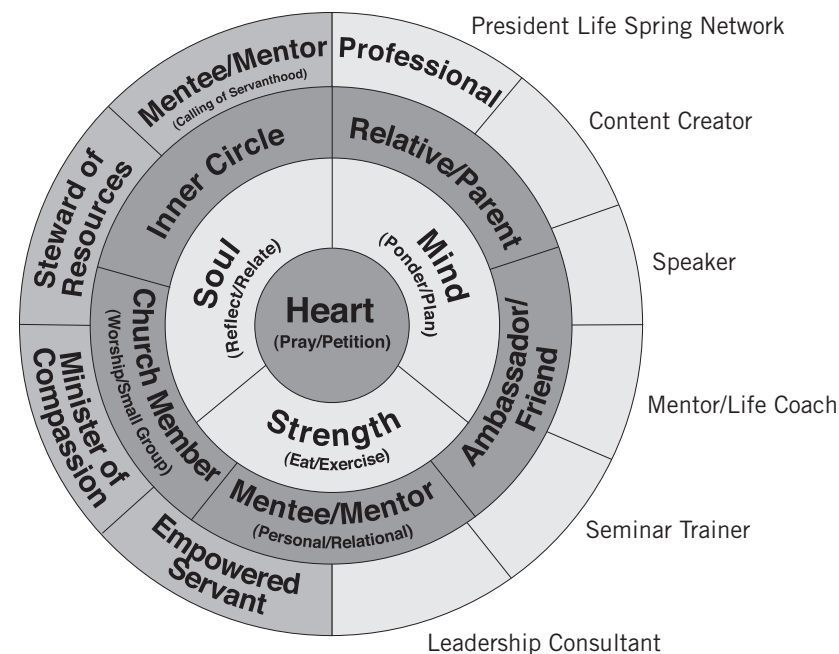 President Life Spring Network
Content Creator
Speaker
Mentor/Life Coach
Seminar Trainer
Leadership Consultant
Professional
Mentee/Mentor
(Calling of Servanthood)
Steward of
Resources
Minister of
Compassion
Empowered
Servant
Inner Circle
Relative/Parent
Ambassador/
Friend
Mentee/Mentor
(Personal/Relational)
Church Member
(Worship/Small Group)
Soul
(Reflect/Relate)
Mind
(Ponder/Plan)
Strength
(Eat/Exercise)
Heart
(Pray/Petition)